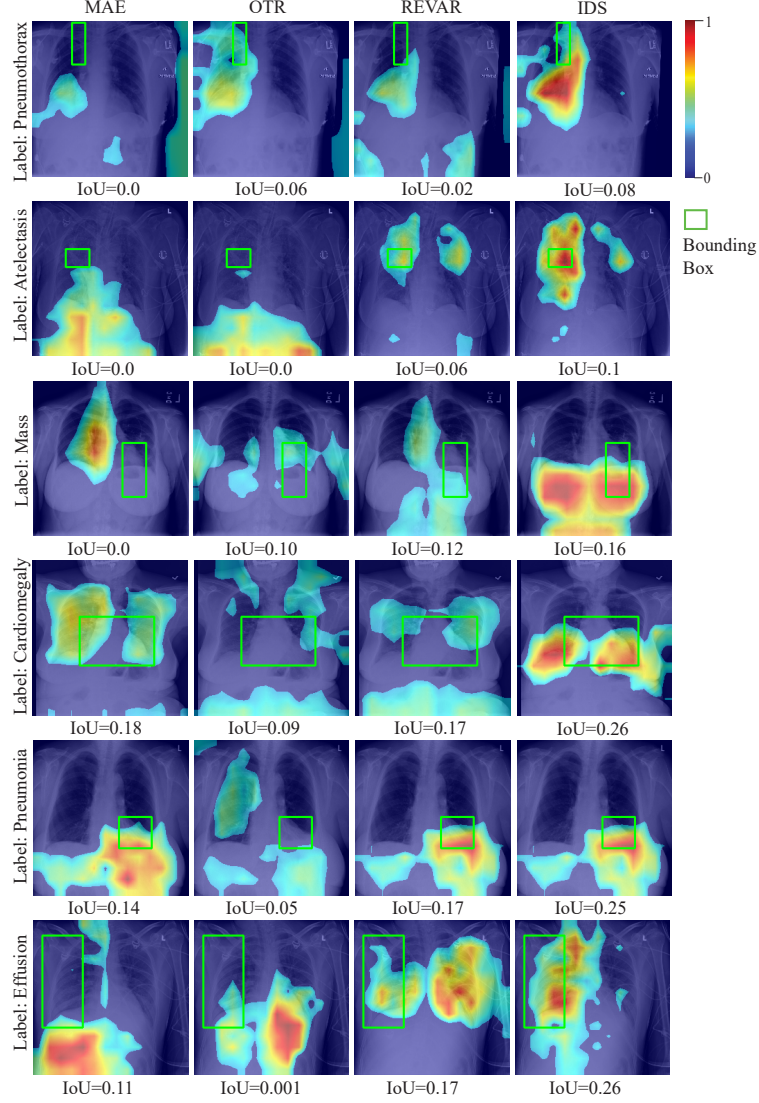 MAE OTR REVAR IDS
1
0
Bounding
Box
Label: Pneumothorax
IoU=0.0 IoU=0.06 IoU=0.02 IoU=0.08
Label: Atelectasis
L L L L
IoU=0.0 IoU=0.0 IoU=0.06 IoU=0.1
Label: Mass
IoU=0.0 IoU=0.10 IoU=0.12 IoU=0.16
Label: Cardiomegaly
IoU=0.18 IoU=0.09 IoU=0.17 IoU=0.26
Label: Pneumonia
L L L L
IoU=0.14 IoU=0.05 IoU=0.17 IoU=0.25
Label: Effusion
IoU=0.11 IoU=0.001 IoU=0.17 IoU=0.26